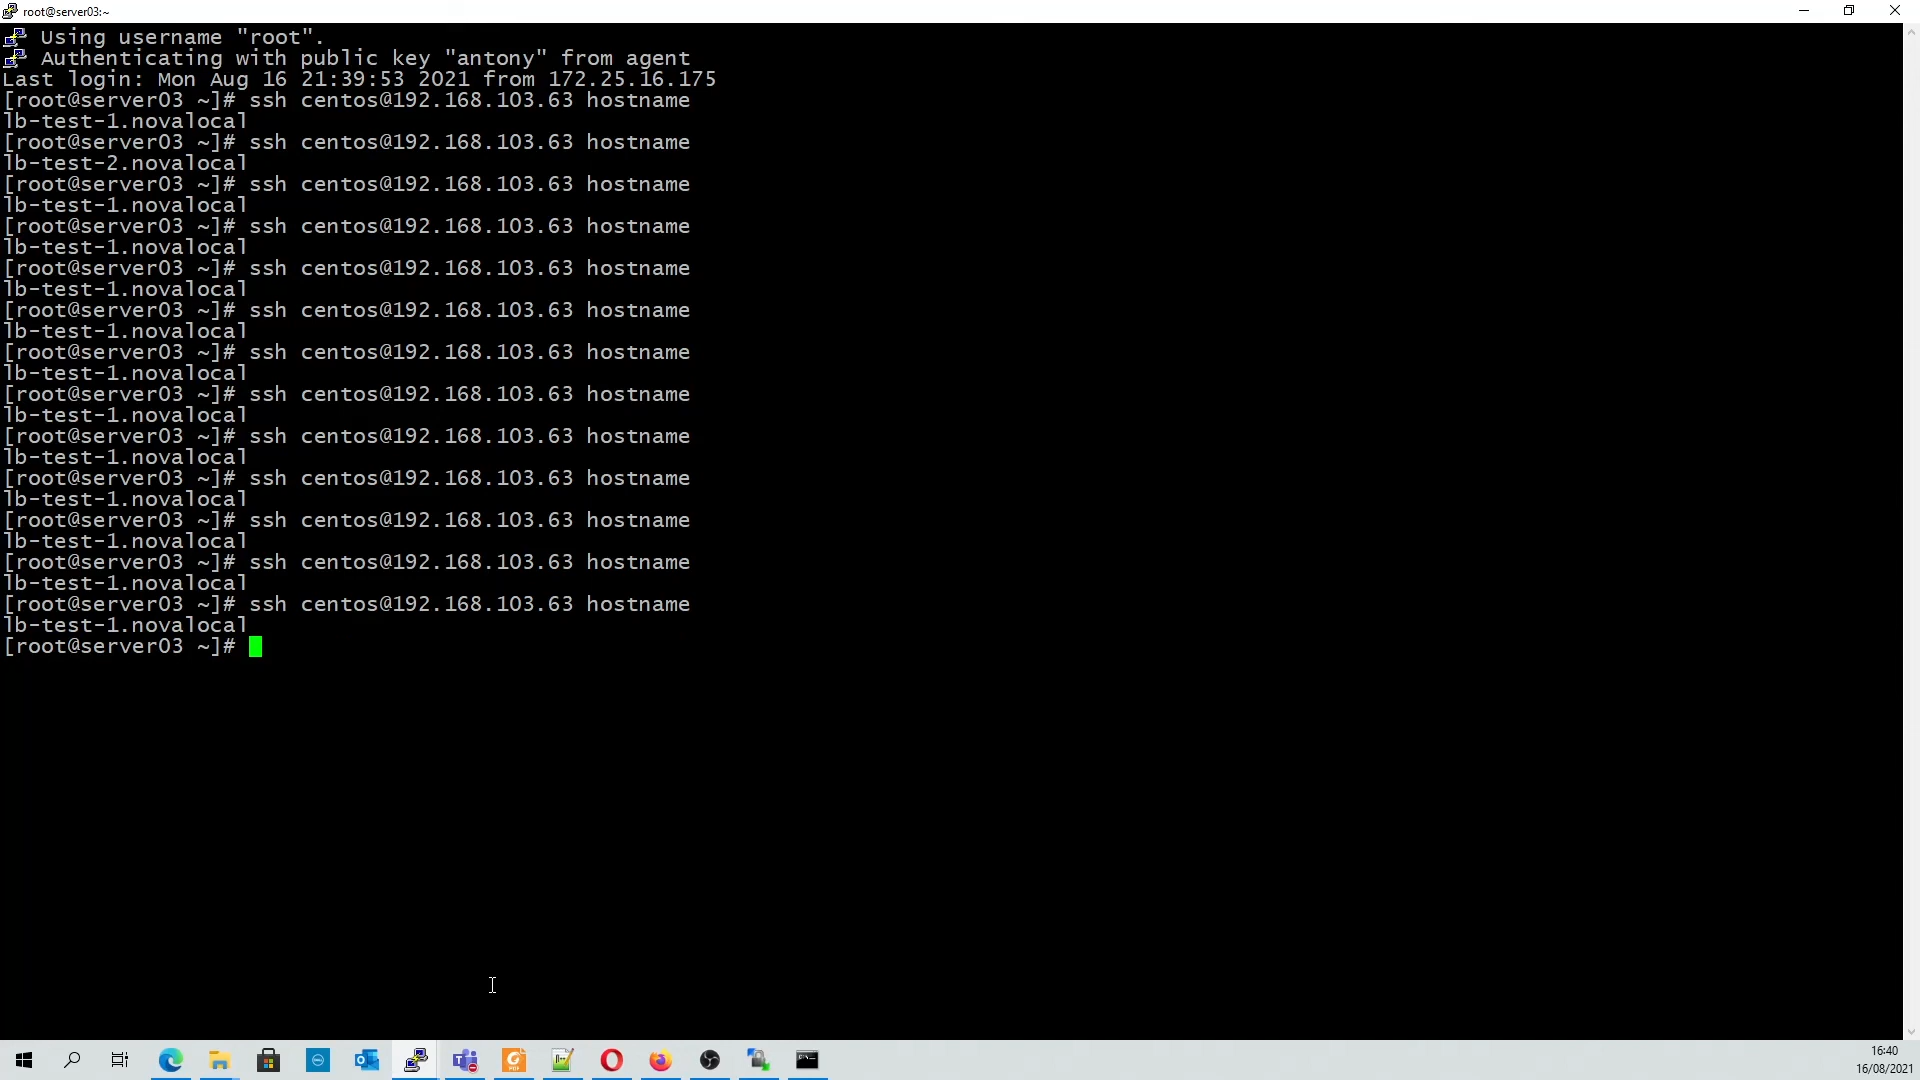 root@server03:~
Using username "root".
Authenticating with public key "antony" from agent
Last login: Mon Aug 16 21:39:53 2021 from 172.25.16.175
[root@server03 ~]# ssh centos@192.168.103.63 hostname
lb-test-1.novalocal
[root@server03 ~]# ssh centos@192.168.103.63 hostname
lb-test-2.novalocal
[root@server03 ~]# ssh centos@192.168.103.63 hostname
lb-test-1.novalocal
[root@server03 ~]# ssh centos@192.168.103.63 hostname
lb-test-1.novalocal
[root@server03 ~]# ssh centos@192.168.103.63 hostname
lb-test-1.novalocal
[root@server03 ~]# ssh centos@192.168.103.63 hostname
lb-test-1.novalocal
[root@server03 ~]# ssh centos@192.168.103.63 hostname
lb-test-1.novalocal
[root@server03 ~]# ssh centos@192.168.103.63 hostname
lb-test-1.novalocal
[root@server03 ~]# ssh centos@192.168.103.63 hostname
lb-test-1.novalocal
[root@server03 ~]# ssh centos@192.168.103.63 hostname
lb-test-1.novalocal
[root@server03 ~]# ssh centos@192.168.103.63 hostname
lb-test-1.novalocal
[root@server03 ~]# ssh centos@192.168.103.63 hostname
lb-test-1.novalocal
[root@server03 ~]# ssh centos@192.168.103.63 hostname
lb-test-1.novalocal
[root@server03 ~]#
16:40
16/08/2021